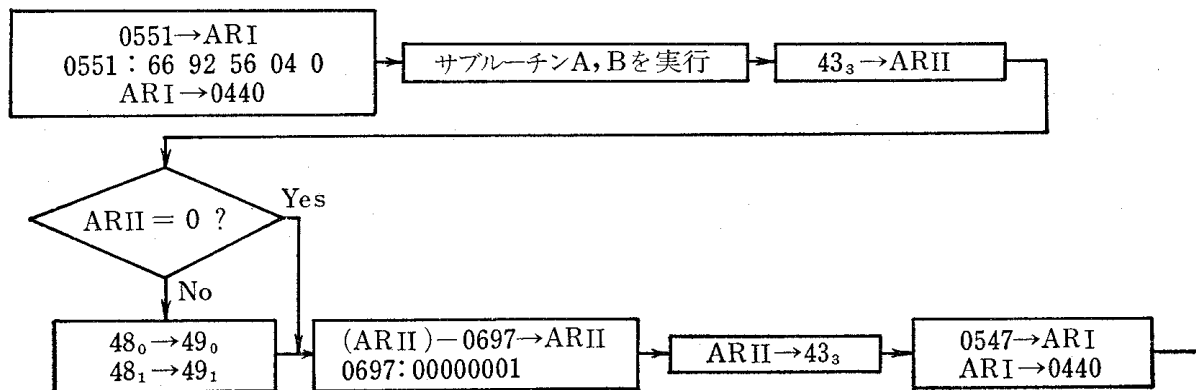 0551→ARI
0551 : 66 92 56 04 0
ARI→0440
サブルーチンA, Bを実行
43₃→ARII
ARII = 0 ?
Yes
No
48₀→49₀
48₁→49₁
(ARII)−0697→ARII
0697:00000001
ARII→43₃
0547→ARI
ARI→0440